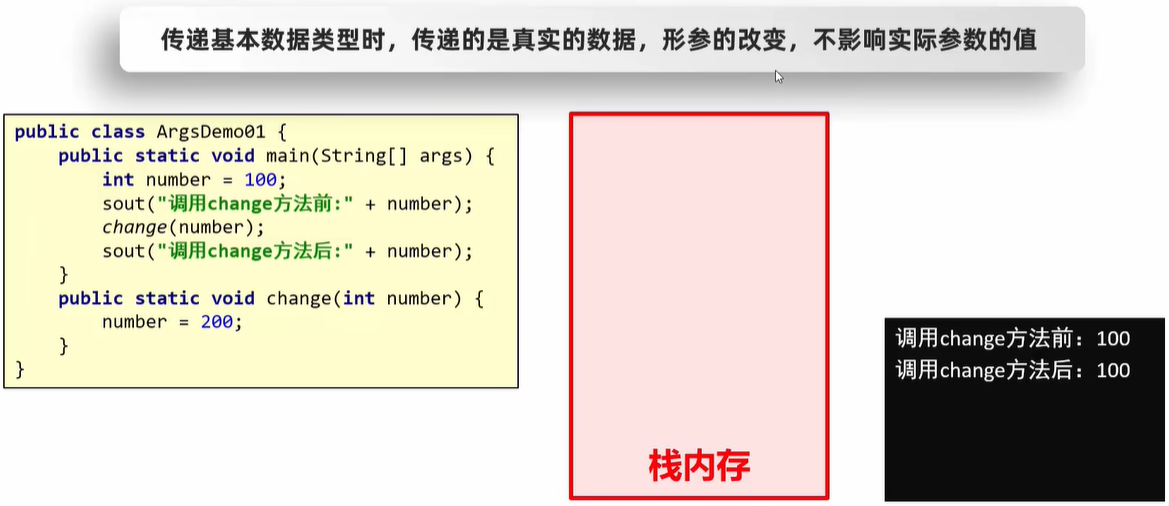 传递基本数据类型时，传递的是真实的数据，形参的改变，不影响实际参数的值
public class ArgsDemo01 {
    public static void main(String[] args) {
        int number = 100;
        sout("调用change方法前:" + number);
        change(number);
        sout("调用change方法后:" + number);
    }
    public static void change(int number) {
        number = 200;
    }
}
栈内存
调用change方法前：100
调用change方法后：100